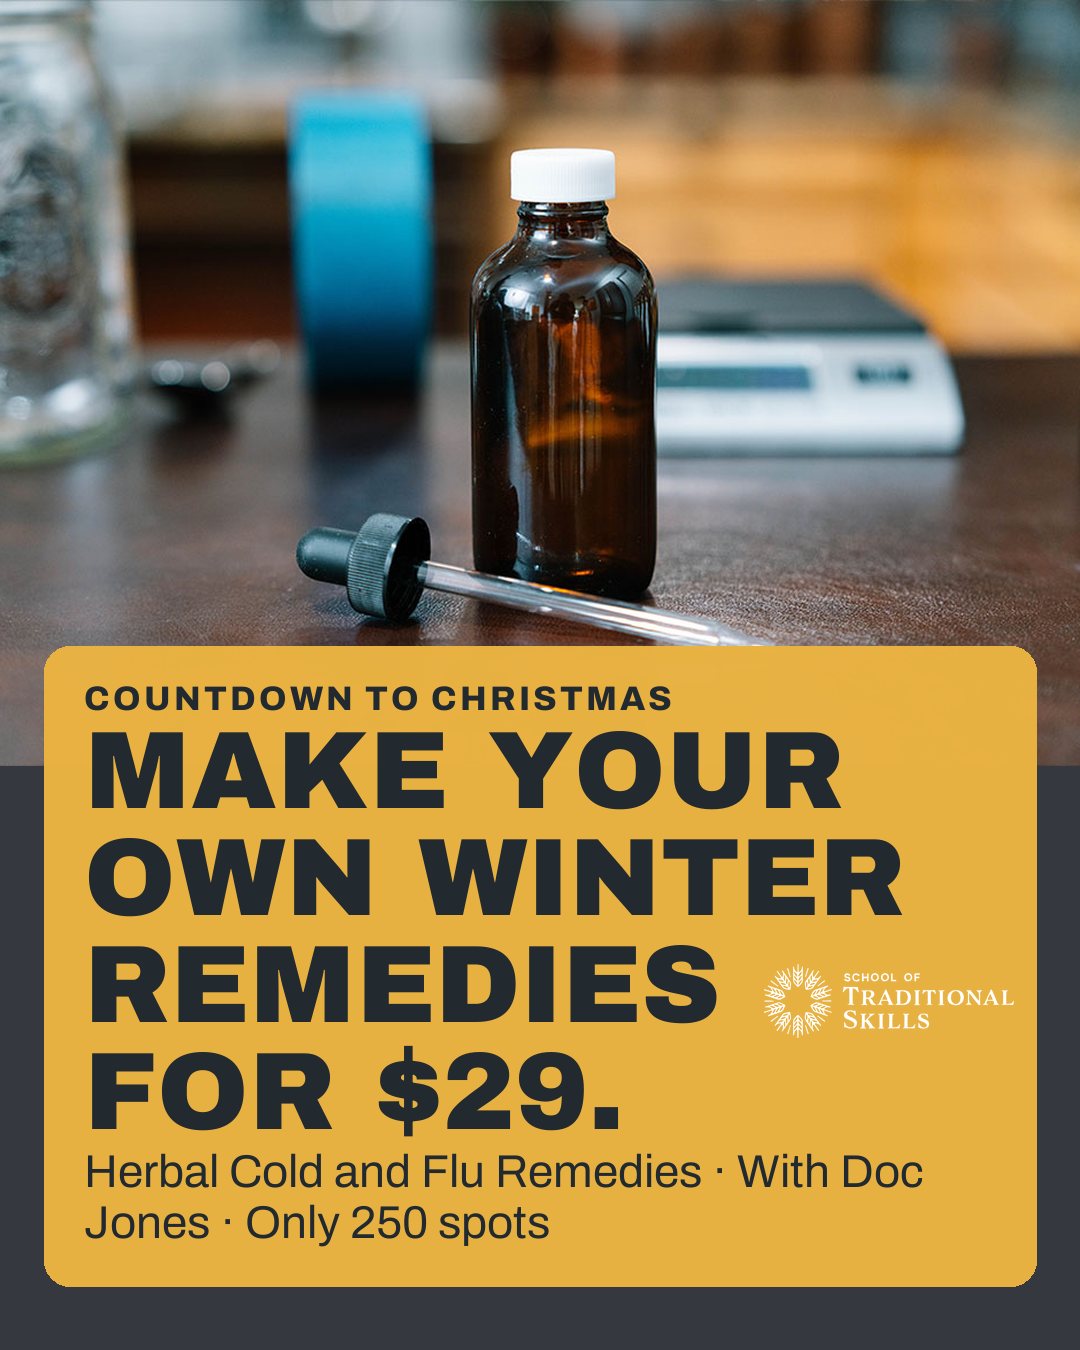 COUNTDOWN TO CHRISTMAS
MAKE YOUR
OWN WINTER
REMEDIES
FOR $29.
SCHOOL OF
TRADITIONAL
SKILLS
Herbal Cold and Flu Remedies · With Doc
Jones · Only 250 spots